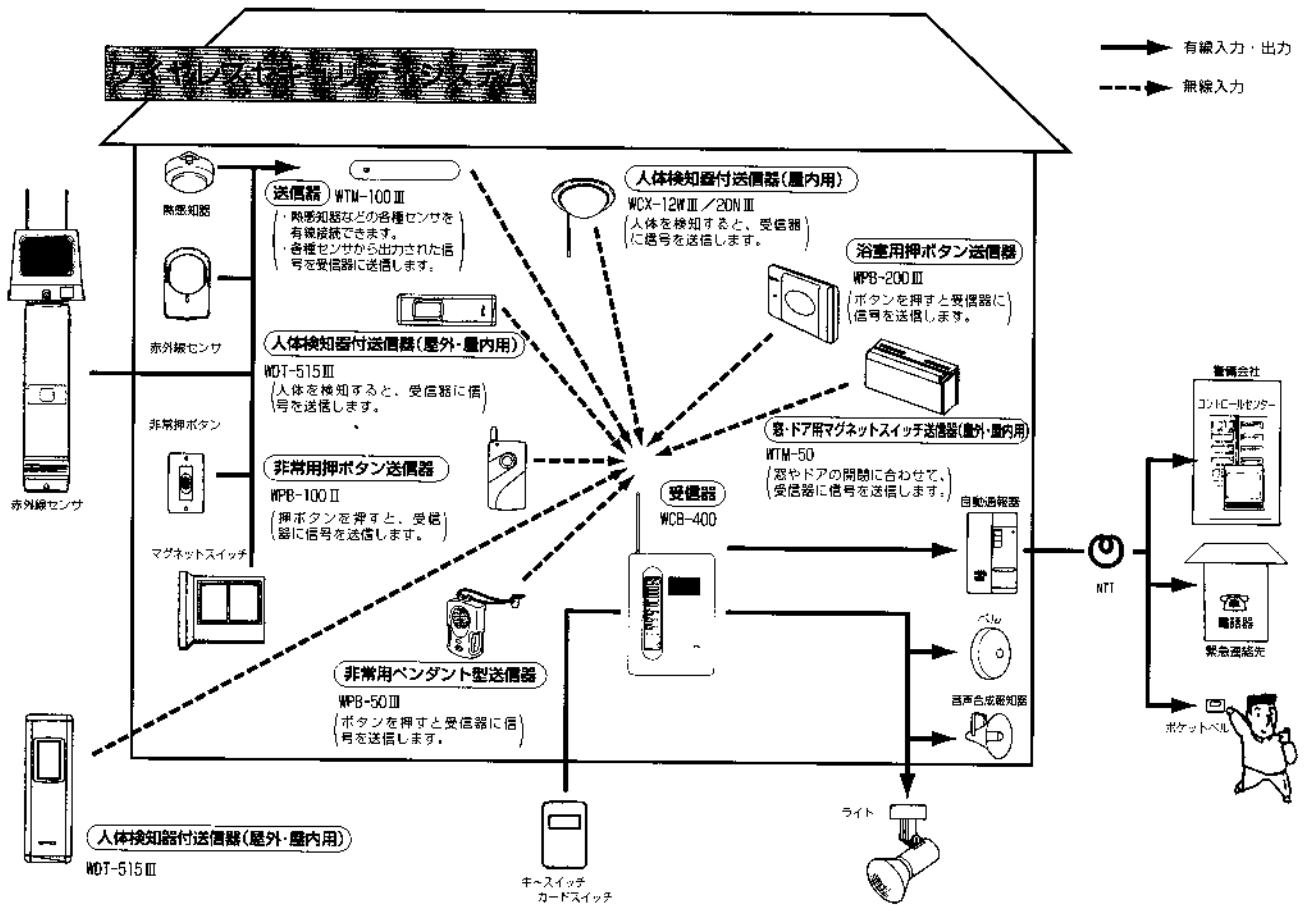 ワイヤレスセキュリティシステム
有線入力・出力
無線入力
熱感知器
送信器
WTM-100Ⅲ
・熱感知器などの各種センサを
有線接続できます。
・各種センサから出力された信
号を受信器に送信します。
人体検知器付送信器(屋内用)
WCX-12WⅢ/20NⅢ
人体を検知すると、受信器
に信号を送信します。
浴室用押ボタン送信器
WPB-200Ⅲ
ボタンを押すと受信器に
信号を送信します。
赤外線センサ
人体検知器付送信器(屋外・屋内用)
WDT-515Ⅲ
人体を検知すると、受信器に信
号を送信します。
窓・ドア用マグネットスイッチ送信器(屋外・屋内用)
WTM-50
窓やドアの開閉に合わせて、
受信器に信号を送信します。
非常押ボタン
非常用押ボタン送信器
WPB-100Ⅱ
押ボタンを押すと、受信
器に信号を送信します。
赤外線センサ
マグネットスイッチ
受信器
WCB-400
自動通報器
NTT
警備会社
コントロールセンター
電話器
緊急連絡先
ポケットベル
ベル
音声合成報知器
非常用ペンダント型送信器
WPB-50Ⅲ
ボタンを押すと受信器に信
号を送信します。
人体検知器付送信器(屋外・屋内用)
WDT-515Ⅲ
キースイッチ
カードスイッチ
ライト